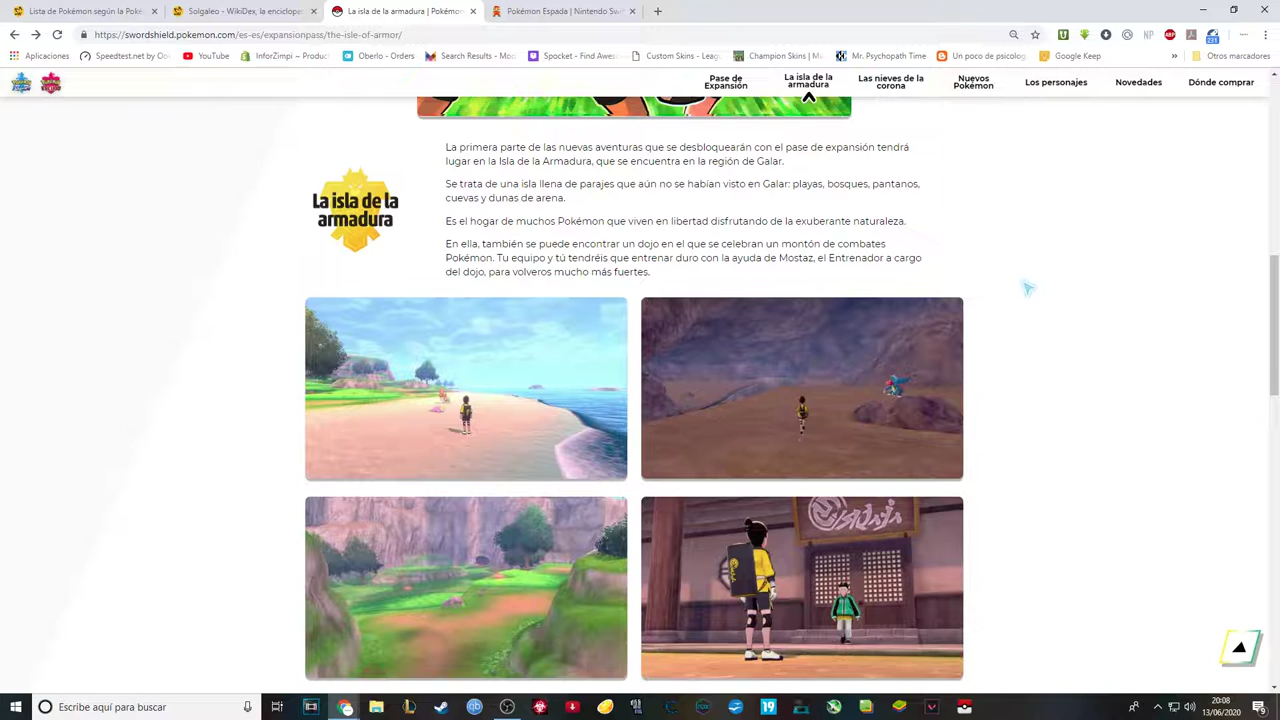 Lista de Pokémon según la Poké
Solgaleo - WikiDex, la enciclope
La isla de la armadura | Pokémon
Pokémon Espada | Nintendo Swit
https://swordshield.pokemon.com/es-es/expansionpass/the-isle-of-armor/
Aplicaciones
Speedtest.net by Oo
YouTube
InforZimpi – Produc
Oberlo - Orders
Search Results - Mo
Spocket - Find Awes
Custom Skins - Leag
Champion Skins | M
Mr. Psychopath Time
Un poco de psicolog
Google Keep
Otros marcadores
Pase de
Expansión
La isla de la
armadura
Las nieves de la
corona
Nuevos
Pokémon
Los personajes
Novedades
Dónde comprar
La primera parte de las nuevas aventuras que se desbloquearán con el pase de expansión tendrá
lugar en la Isla de la Armadura, que se encuentra en la región de Galar.
La isla de la
armadura
Se trata de una isla llena de parajes que aún no se habían visto en Galar: playas, bosques, pantanos,
cuevas y dunas de arena.
Es el hogar de muchos Pokémon que viven en libertad disfrutando de la exuberante naturaleza.
En ella, también se puede encontrar un dojo en el que se celebran un montón de combates
Pokémon. Tu equipo y tú tendréis que entrenar duro con la ayuda de Mostaz, el Entrenador a cargo
del dojo, para volveros mucho más fuertes.
Escribe aquí para buscar
19
20:08
13/06/2020